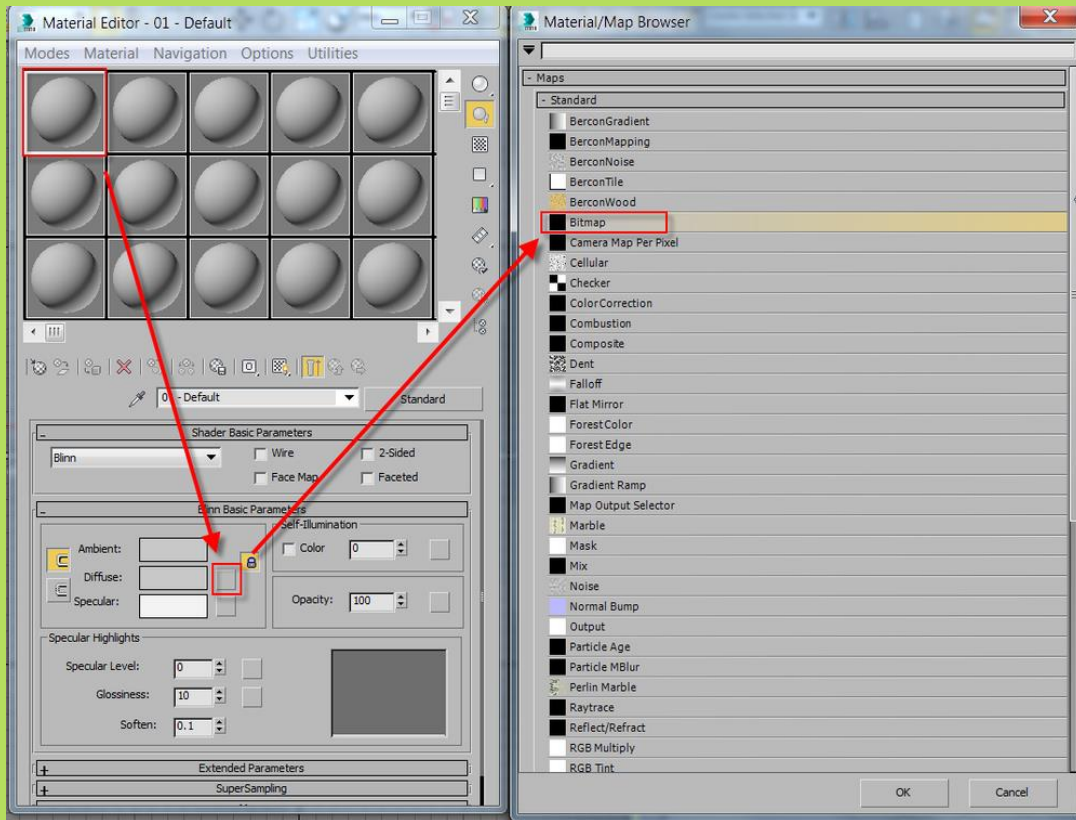 Material Editor - 01 - Default
Modes Material Navigation Options Utilities
01 - Default
Standard
Shader Basic Parameters
Blinn
Wire
2-Sided
Face Map
Faceted
Blinn Basic Parameters
Self-Illumination
Ambient:
Color
0
Diffuse:
Specular:
Opacity:
100
Specular Highlights
Specular Level:
0
Glossiness:
10
Soften:
0.1
Extended Parameters
SuperSampling
Material/Map Browser
- Maps
- Standard
BerconGradient
BerconMapping
BerconNoise
BerconTile
BerconWood
Bitmap
Camera Map Per Pixel
Cellular
Checker
ColorCorrection
Combustion
Composite
Dent
Falloff
Flat Mirror
ForestColor
Forest Edge
Gradient
Gradient Ramp
Map Output Selector
Marble
Mask
Mix
Noise
Normal Bump
Output
Particle Age
Particle MBlur
Perlin Marble
Raytrace
Reflect/Refract
RGB Multiply
RGB Tint
OK
Cancel